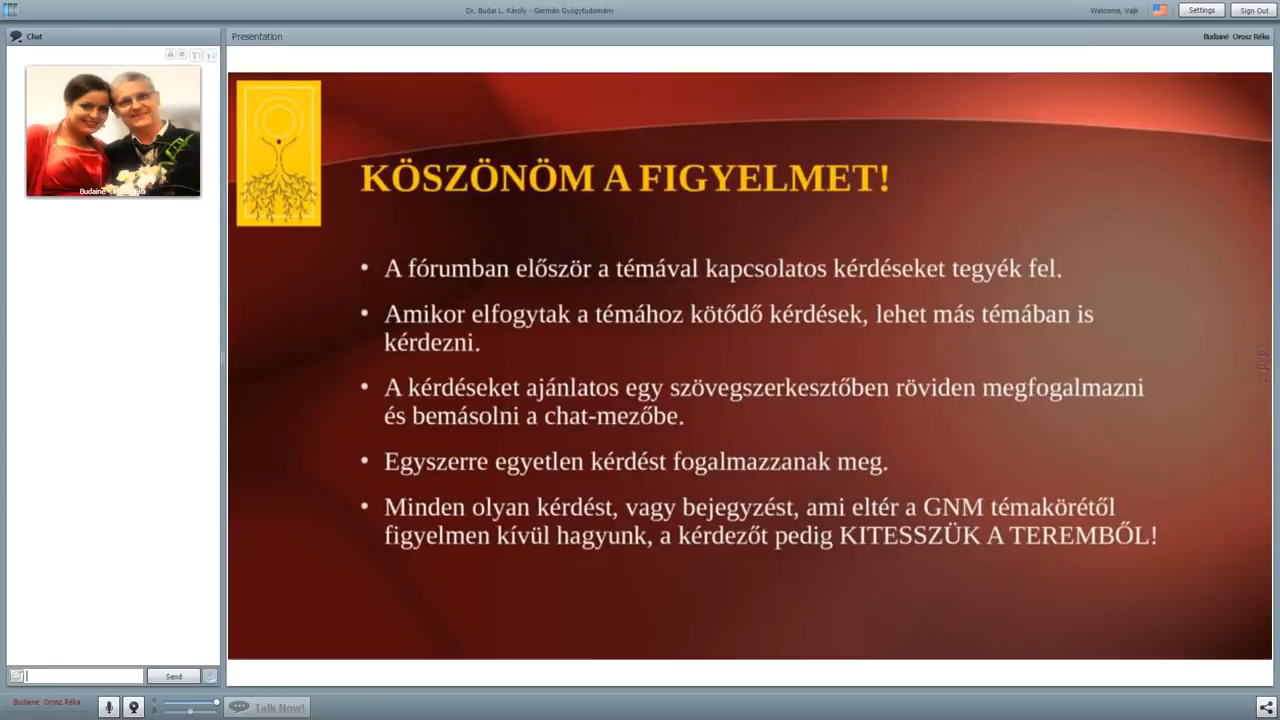 Dr. Budai L. Károly - Germán Gyógytudomány
Welcome, Vajk
Settings
Sign Out
Chat
Presentation
Budainé Orosz Réka
KÖSZÖNÖM A FIGYELMET!
• A fórumban először a témával kapcsolatos kérdéseket tegyék fel.
• Amikor elfogytak a témához kötődő kérdések, lehet más témában is
kérdezni.
• A kérdéseket ajánlatos egy szövegszerkesztőben röviden megfogalmazni
és bemásolni a chat-mezőbe.
• Egyszerre egyetlen kérdést fogalmazzanak meg.
• Minden olyan kérdést, vagy bejegyzést, ami eltér a GNM témakörétől
figyelmen kívül hagyunk, a kérdezőt pedig KITESSZÜK A TEREMBŐL!
Send
Budainé Orosz Réka
Talk Now!